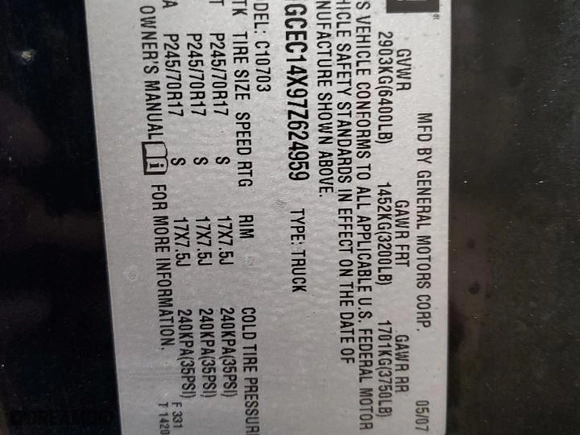 MFD BY GENERAL MOTORS CORP. 05/07
GVWR GAWR FRT GAWR RR
2903KG(6400LB) 1452KG(3200LB) 1701KG(3750LB)
S VEHICLE CONFORMS TO ALL APPLICABLE U.S. FEDERAL MOTOR
HICLE SAFETY STANDARDS IN EFFECT ON THE DATE OF
NUFACTURE SHOWN ABOVE.
GCEC14X97Z624959 TYPE: TRUCK
ODEL: C10703
TIRE SIZE SPEED RTG RIM COLD TIRE PRESSURE
T P245/70R17 S 17X7.5J 240KPA(35PSI)
P245/70R17 S 17X7.5J 240KPA(35PSI)
A P245/70R17 S 17X7.5J 240KPA(35PSI)
OWNER'S MANUAL i FOR MORE INFORMATION.
F 331
T 1420
®